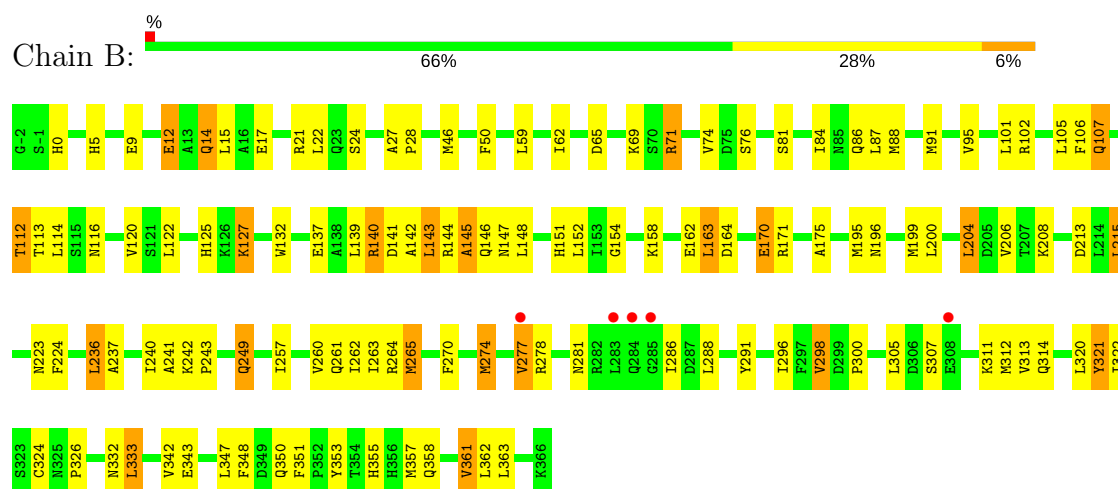 %
Chain B:
66% 28% 6%
G-2 S-1 H0 H5 E9 E12 A13 Q14 L15 A16 E17 R21 L22 Q23 S24 A27 P28 M46 F50 L59 I62 D65 K69 S70 R71 V74 D75 S76 S81 I84 N85 Q86 L87 M88 M91 V95 L101 R102 L105 F106 Q107
T112 T113 L114 S115 N116 V120 S121 L122 H125 K126 K127 W132 E137 A138 L139 R140 D141 A142 L143 R144 A145 Q146 N147 L148 H151 L152 I153 G154 K158 E162 L163 D164 E170 R171 A175 M195 N196 M199 L200 L204 D205 V206 T207 K208 D213 L214 L215
N223 F224 L236 A237 I240 A241 K242 P243 Q249 I257 V260 Q261 I262 I263 R264 M265 F270 M274 V277 R278 N281 R282 L283 Q284 G285 I286 D287 L288 Y291 I296 F297 V298 D299 P300 L305 D306 S307 E308 K311 M312 V313 Q314 L320 Y321 I322
S323 C324 N325 P326 N332 L333 V342 E343 L347 F348 D349 Q350 F351 P352 Y353 T354 H355 H356 M357 Q358 V361 L362 L363 K366